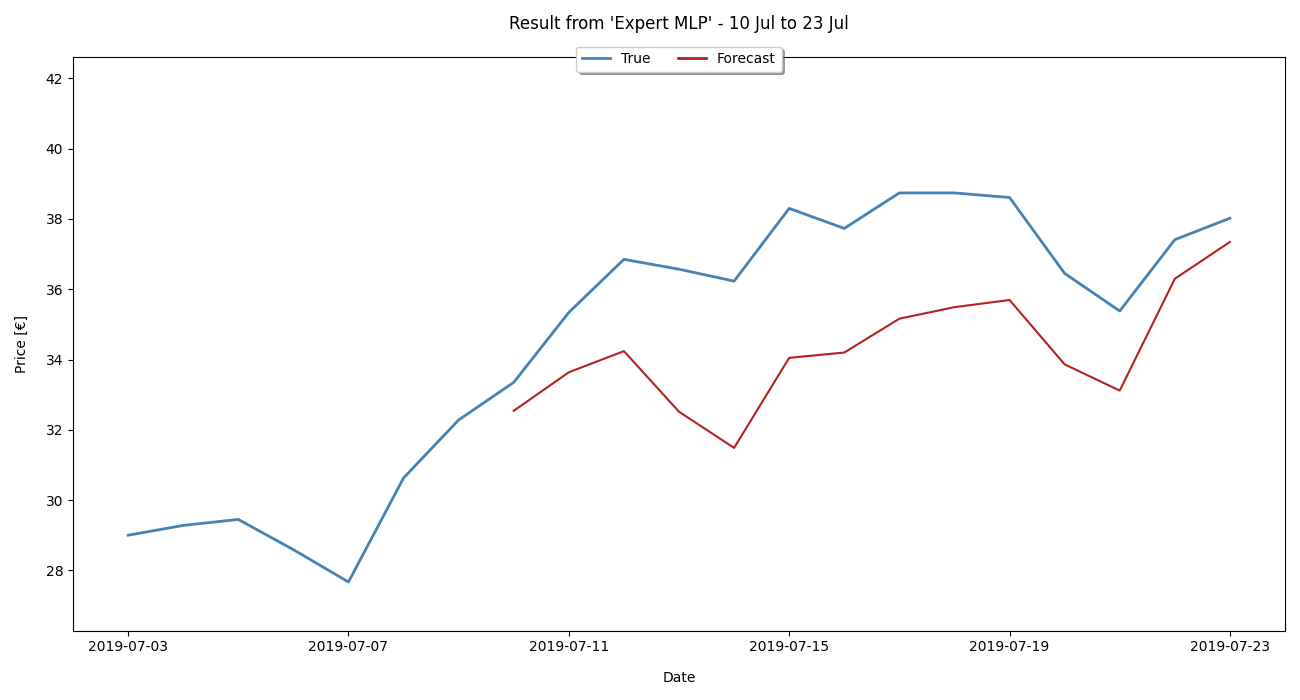 Result from 'Expert MLP' - 10 Jul to 23 Jul
True Forecast
42
40
38
36
34
32
30
28
Price [€]
2019-07-03 2019-07-07 2019-07-11 2019-07-15 2019-07-19 2019-07-23
Date